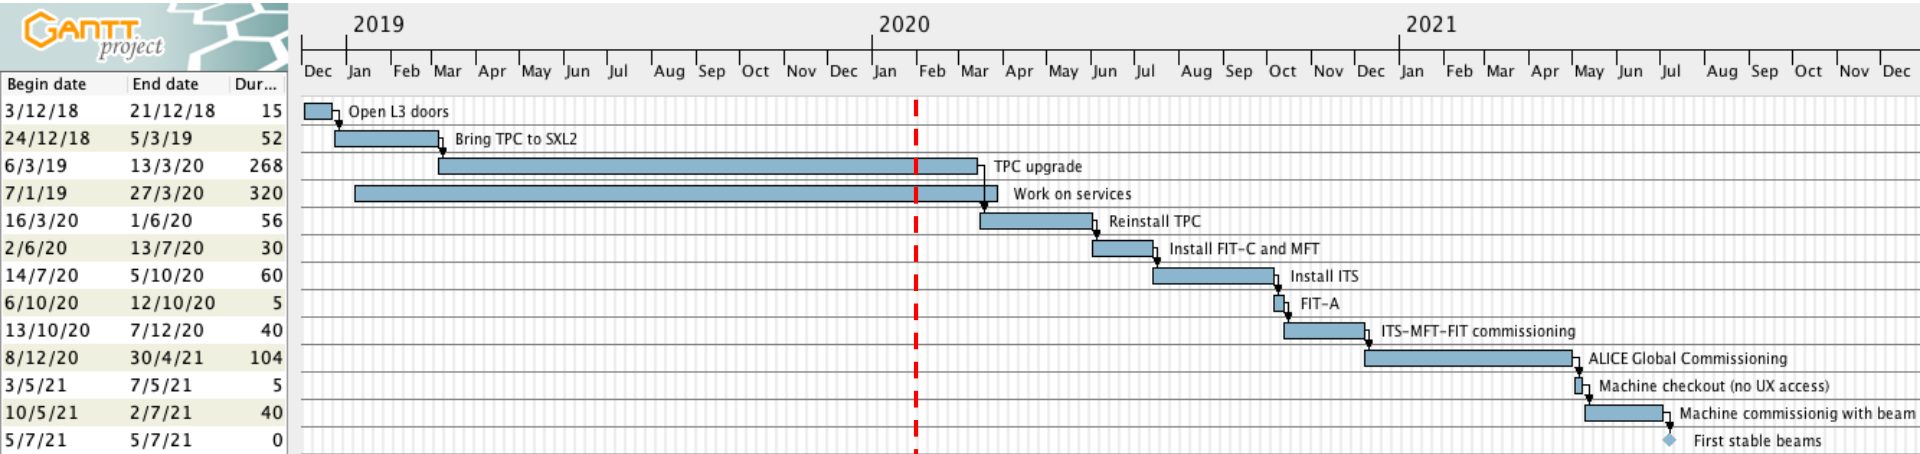 GANTT
project
2019 2020 2021
Dec Jan Feb Mar Apr May Jun Jul Aug Sep Oct Nov Dec Jan Feb Mar Apr May Jun Jul Aug Sep Oct Nov Dec Jan Feb Mar Apr May Jun Jul Aug Sep Oct Nov Dec
Begin date End date Dur...
3/12/18 21/12/18 15 Open L3 doors
24/12/18 5/3/19 52 Bring TPC to SXL2
6/3/19 13/3/20 268 TPC upgrade
7/1/19 27/3/20 320 Work on services
16/3/20 1/6/20 56 Reinstall TPC
2/6/20 13/7/20 30 Install FIT-C and MFT
14/7/20 5/10/20 60 Install ITS
6/10/20 12/10/20 5 FIT-A
13/10/20 7/12/20 40 ITS-MFT-FIT commissioning
8/12/20 30/4/21 104 ALICE Global Commissioning
3/5/21 7/5/21 5 Machine checkout (no UX access)
10/5/21 2/7/21 40 Machine commissionig with beam
5/7/21 5/7/21 0 First stable beams